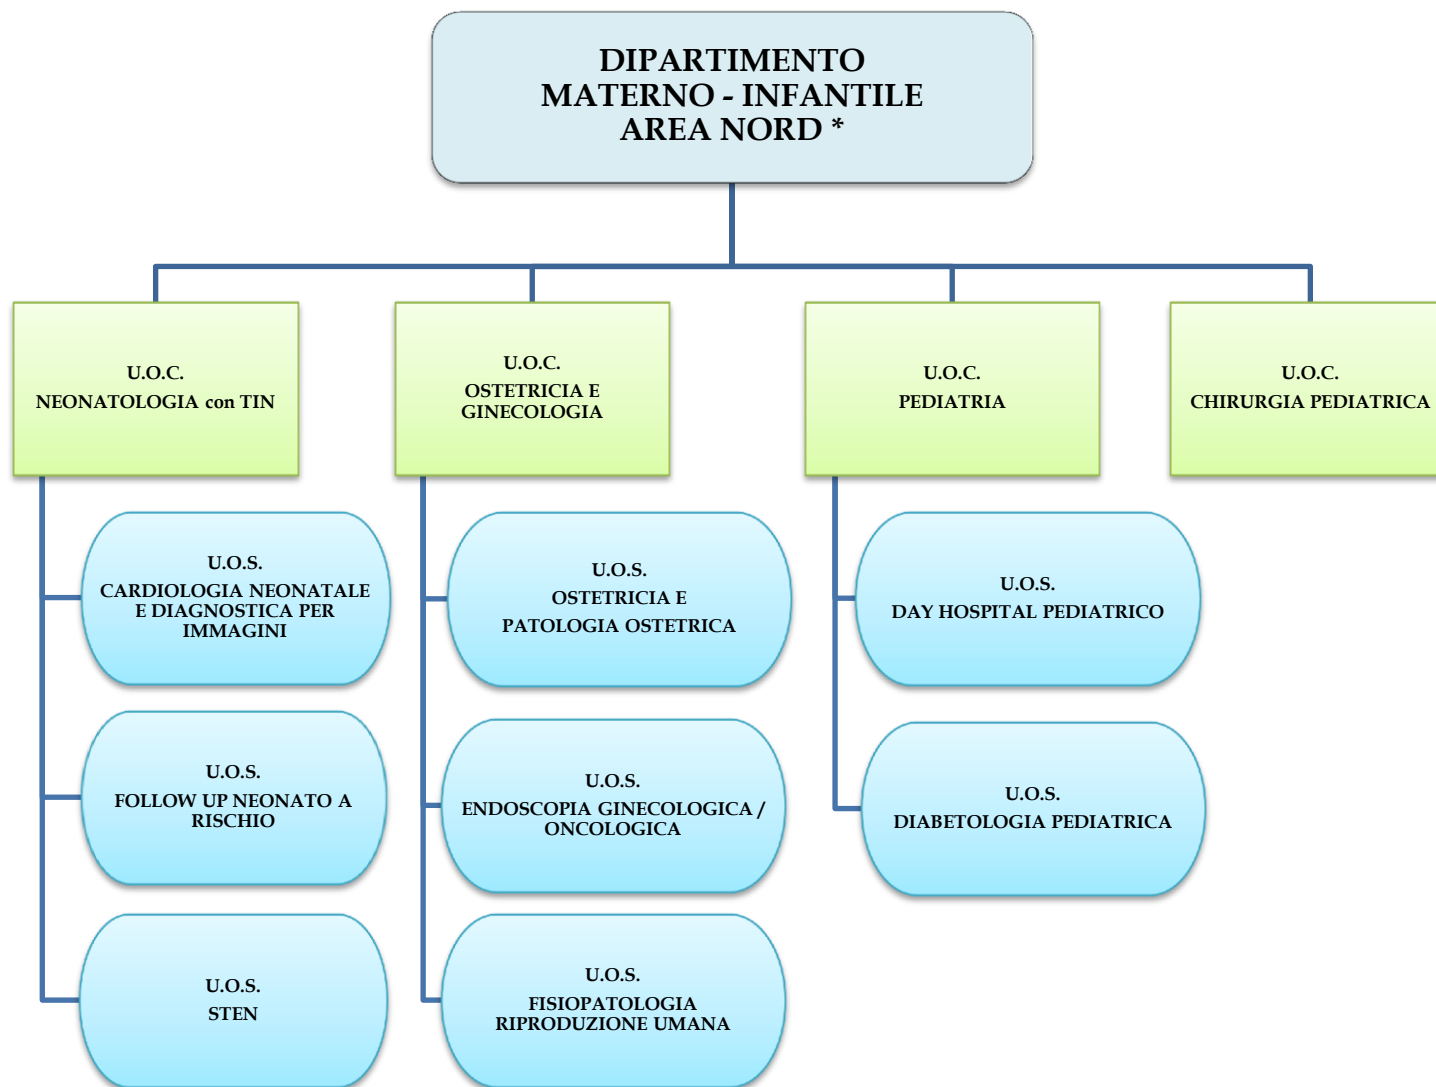 DIPARTIMENTO
MATERNO - INFANTILE
AREA NORD *
U.O.C.
NEONATOLOGIA con TIN
U.O.C.
OSTETRICIA E
GINECOLOGIA
U.O.C.
PEDIATRIA
U.O.C.
CHIRURGIA PEDIATRICA
U.O.S.
CARDIOLOGIA NEONATALE
E DIAGNOSTICA PER
IMMAGINI
U.O.S.
OSTETRICIA E
PATOLOGIA OSTETRICA
U.O.S.
DAY HOSPITAL PEDIATRICO
U.O.S.
FOLLOW UP NEONATO A
RISCHIO
U.O.S.
ENDOSCOPIA GINECOLOGICA /
ONCOLOGICA
U.O.S.
DIABETOLOGIA PEDIATRICA
U.O.S.
STEN
U.O.S.
FISIOPATOLOGIA
RIPRODUZIONE UMANA